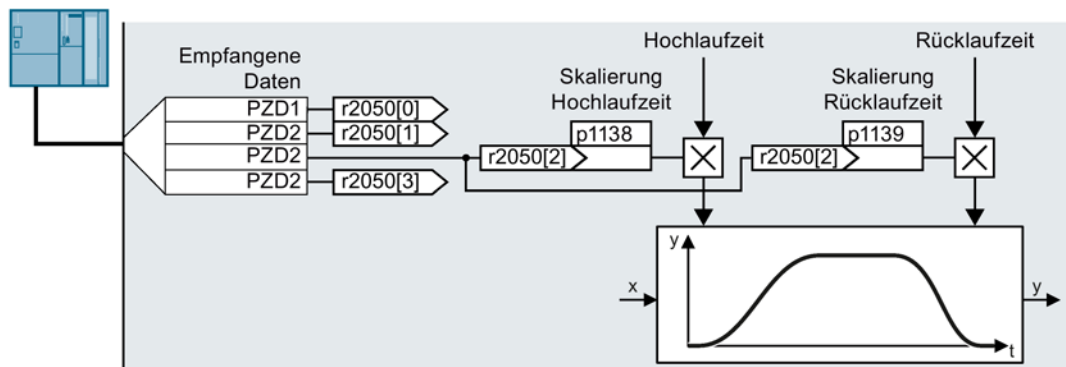 Empfangene
Daten
PZD1
r2050[0]
PZD2
r2050[1]
PZD2
PZD2
r2050[3]
Hochlaufzeit
Skalierung
Hochlaufzeit
p1138
r2050[2]
Rücklaufzeit
Skalierung
Rücklaufzeit
p1139
r2050[2]
x
y
t
y